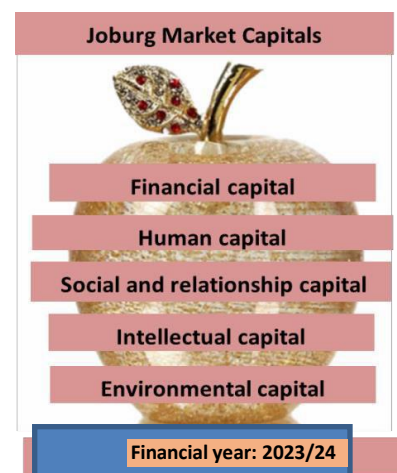 Joburg Market Capitals
Financial capital
Human capital
Social and relationship capital
Intellectual capital
Environmental capital
Financial year: 2023/24